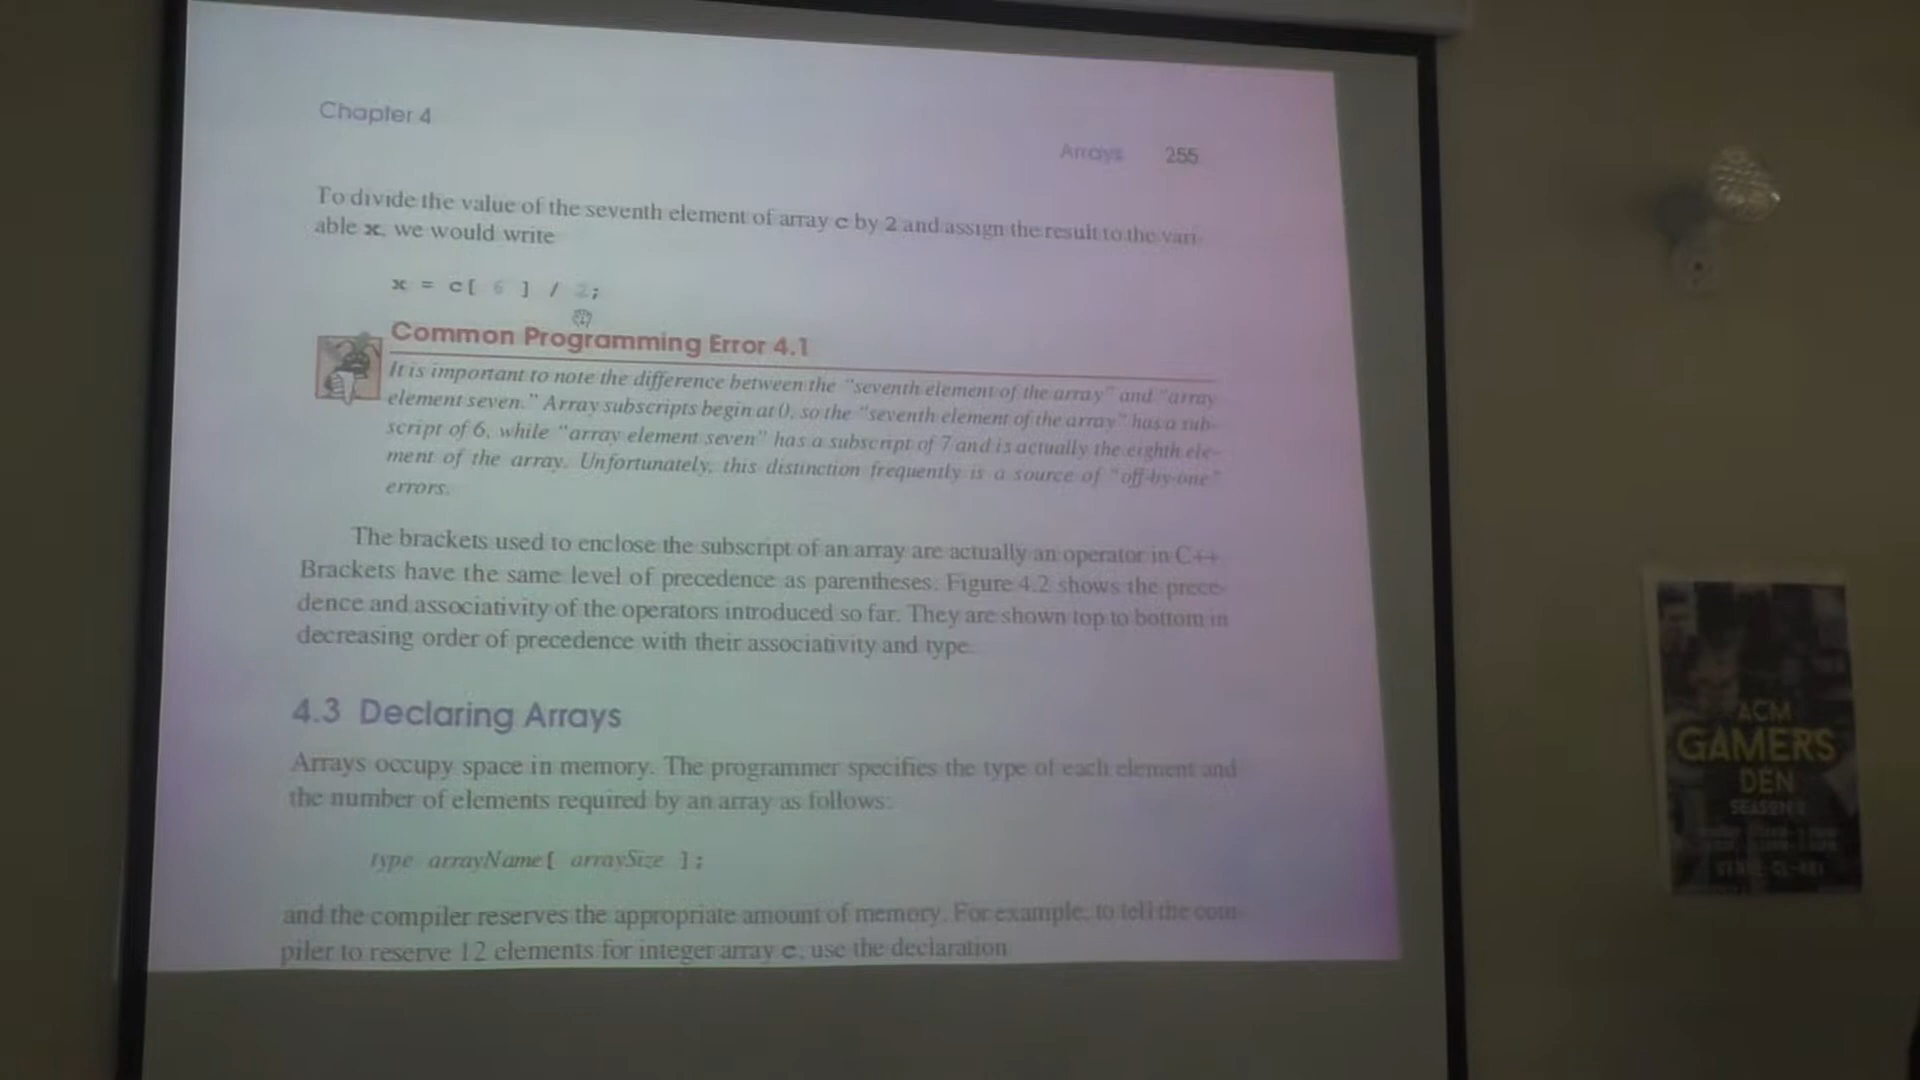 Chapter 4
Arrays 255
To divide the value of the seventh element of array c by 2 and assign the result to the vari-
able x, we would write
x = c[ 6 ] / 2;
Common Programming Error 4.1
It is important to note the difference between the "seventh element of the array" and "array
element seven." Array subscripts begin at 0, so the "seventh element of the array" has a sub-
script of 6, while "array element seven" has a subscript of 7 and is actually the eighth ele-
ment of the array. Unfortunately, this distinction frequently is a source of "off-by-one"
errors.
The brackets used to enclose the subscript of an array are actually an operator in C++.
Brackets have the same level of precedence as parentheses. Figure 4.2 shows the prece-
dence and associativity of the operators introduced so far. They are shown top to bottom in
decreasing order of precedence with their associativity and type.
4.3 Declaring Arrays
Arrays occupy space in memory. The programmer specifies the type of each element and
the number of elements required by an array as follows:
type arrayName[ arraySize ];
and the compiler reserves the appropriate amount of memory. For example, to tell the com-
piler to reserve 12 elements for integer array c, use the declaration
ACM
GAMERS
DEN
SEASON